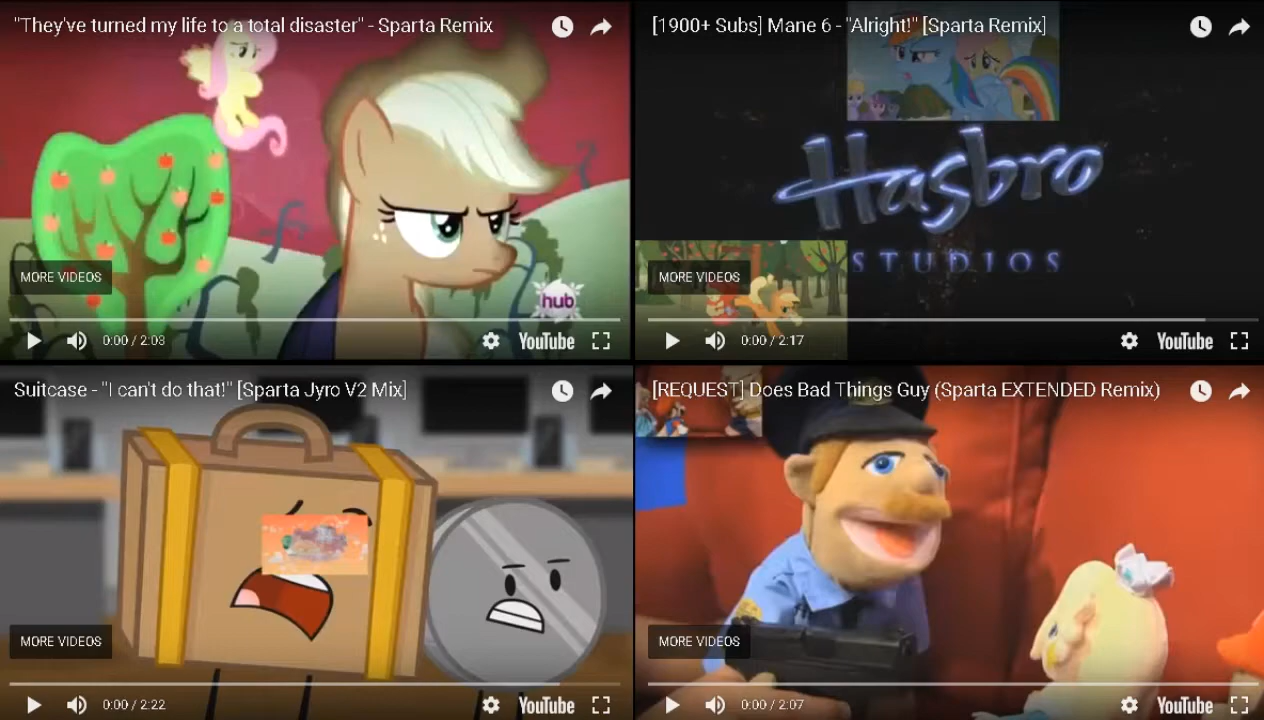 "They've turned my life to a total disaster" - Sparta Remix
hub
MORE VIDEOS
0:00 / 2:03
YouTube
[1900+ Subs] Mane 6 - "Alright!" [Sparta Remix]
Hasbro
STUDIOS
MORE VIDEOS
0:00 / 2:17
YouTube
Suitcase - "I can't do that!" [Sparta Jyro V2 Mix]
MORE VIDEOS
0:00 / 2:22
YouTube
[REQUEST] Does Bad Things Guy (Sparta EXTENDED Remix)
MORE VIDEOS
0:00 / 2:07
YouTube